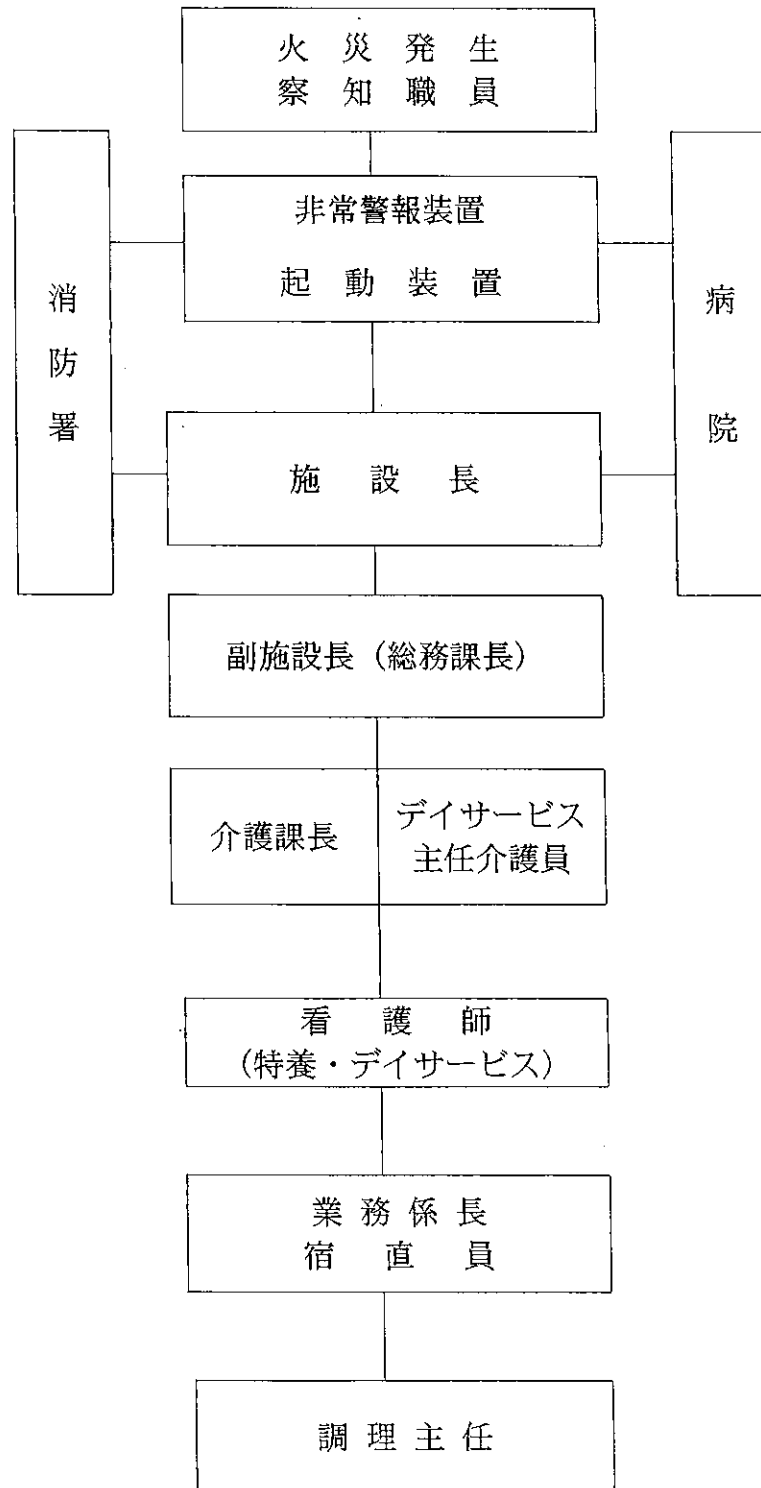 火災発生
察知職員
非常警報装置
起動装置
消防署
病院
施設長
副施設長（総務課長）
介護課長
デイサービス
主任介護員
看護師
（特養・デイサービス）
業務係長
宿直員
調理主任